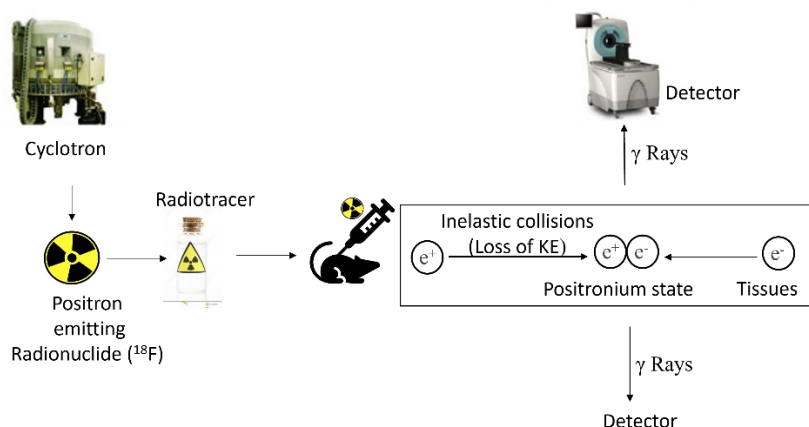 Cyclotron
Radiotracer
Positron
emitting
Radionuclide (¹⁸F)
Detector
γ Rays
Inelastic collisions
(Loss of KE)
e⁺
e⁺
e⁻
e⁻
Positronium state
Tissues
γ Rays
Detector